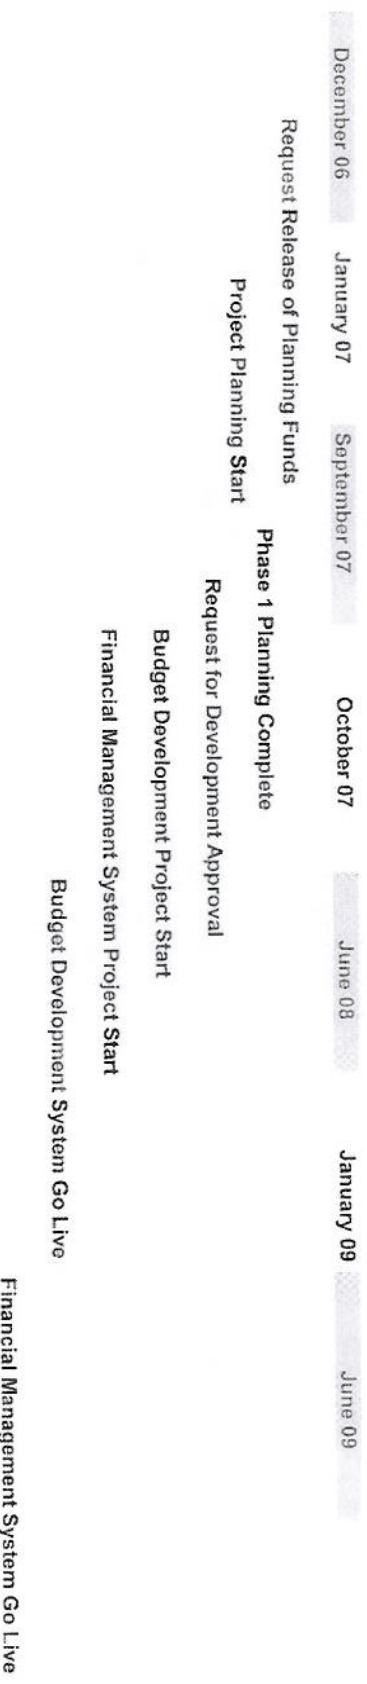 December 06 January 07 September 07 October 07 June 08 January 09 June 09
Request Release of Planning Funds
Phase 1 Planning Complete
Project Planning Start
Request for Development Approval
Budget Development Project Start
Financial Management System Project Start
Budget Development System Go Live
Financial Management System Go Live